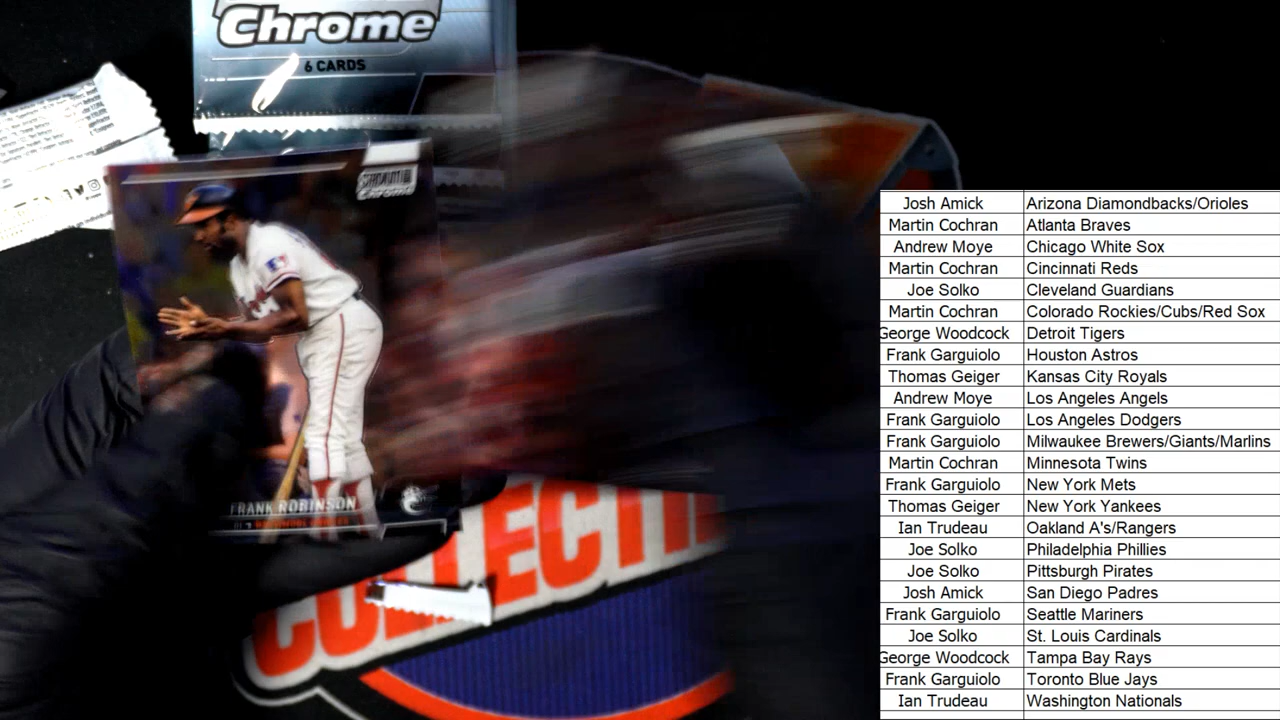 Chrome
6 CARDS
STADIUM CLUB
Chrome
FRANK ROBINSON
COLLECTI
Josh Amick Arizona Diamondbacks/Orioles
Martin Cochran Atlanta Braves
Andrew Moye Chicago White Sox
Martin Cochran Cincinnati Reds
Joe Solko Cleveland Guardians
Martin Cochran Colorado Rockies/Cubs/Red Sox
George Woodcock Detroit Tigers
Frank Garguiolo Houston Astros
Thomas Geiger Kansas City Royals
Andrew Moye Los Angeles Angels
Frank Garguiolo Los Angeles Dodgers
Frank Garguiolo Milwaukee Brewers/Giants/Marlins
Martin Cochran Minnesota Twins
Frank Garguiolo New York Mets
Thomas Geiger New York Yankees
Ian Trudeau Oakland A's/Rangers
Joe Solko Philadelphia Phillies
Joe Solko Pittsburgh Pirates
Josh Amick San Diego Padres
Frank Garguiolo Seattle Mariners
Joe Solko St. Louis Cardinals
George Woodcock Tampa Bay Rays
Frank Garguiolo Toronto Blue Jays
Ian Trudeau Washington Nationals